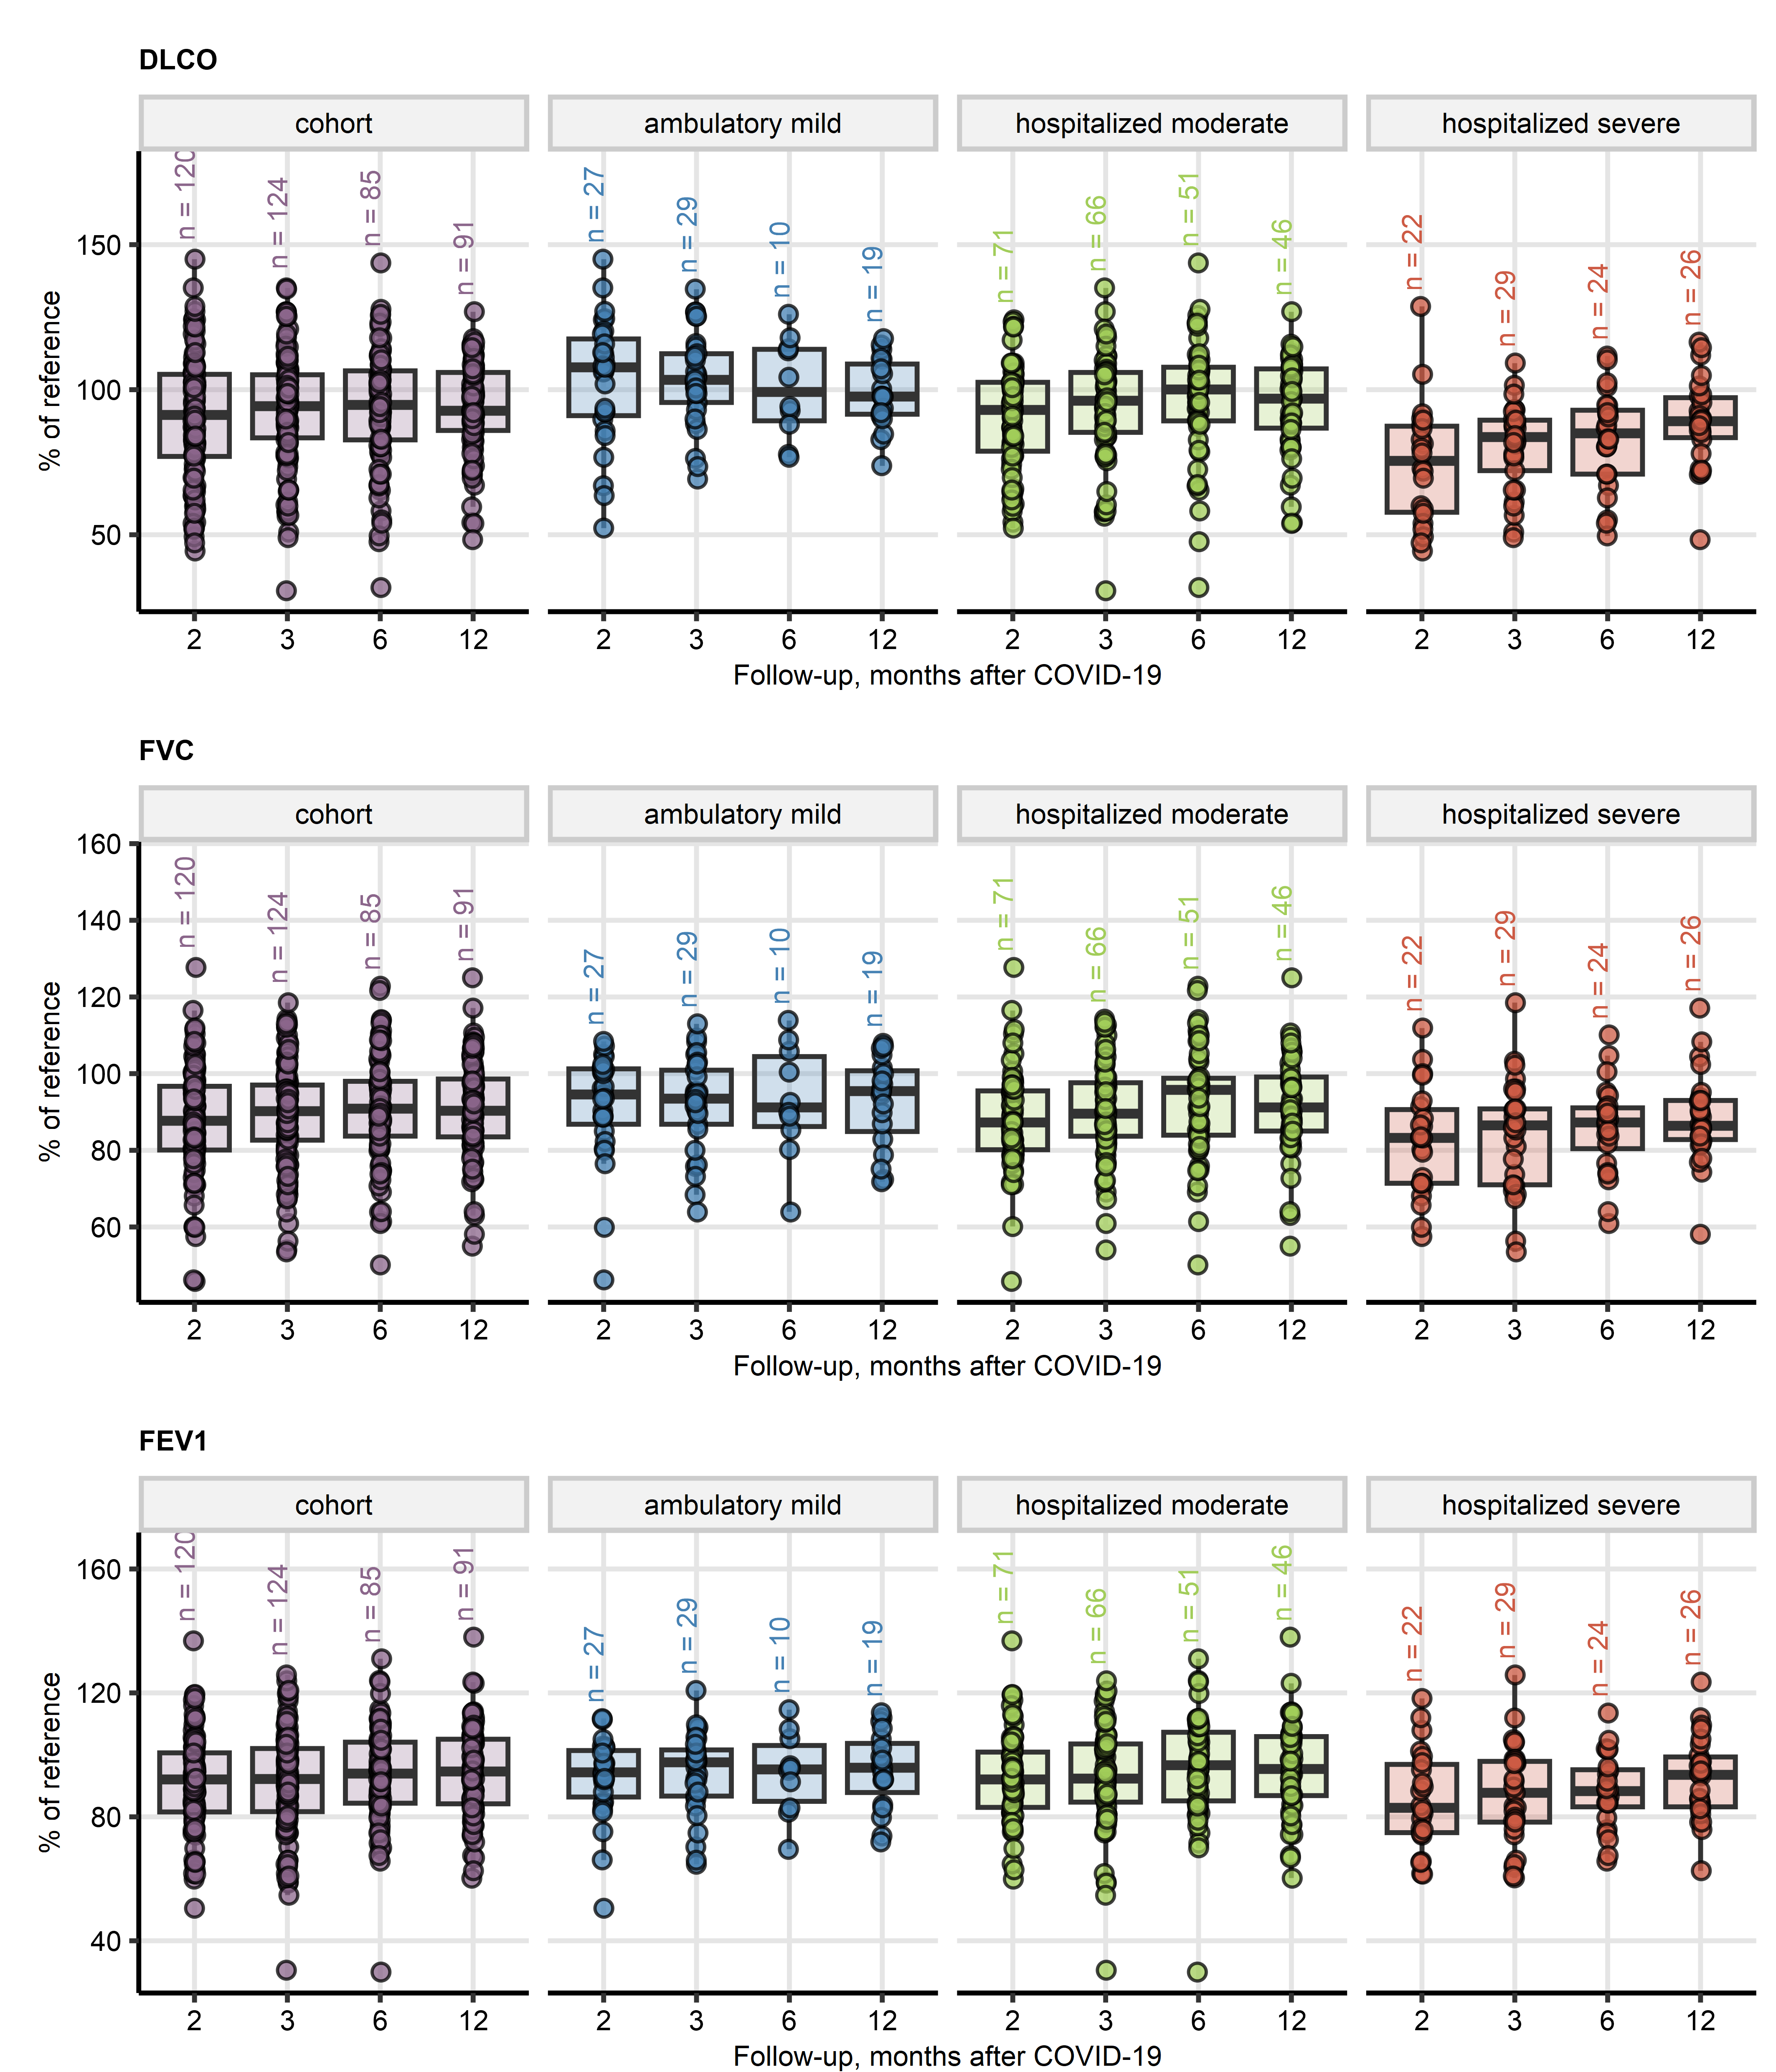 DLCO
cohort ambulatory mild hospitalized moderate hospitalized severe
n = 120 n = 124 n = 85 n = 91 n = 27 n = 29 n = 10 n = 19 n = 71 n = 66 n = 51 n = 46 n = 22 n = 29 n = 24 n = 26
150
100
50
% of reference
2 3 6 12 2 3 6 12 2 3 6 12 2 3 6 12
Follow-up, months after COVID-19
FVC
cohort ambulatory mild hospitalized moderate hospitalized severe
n = 120 n = 124 n = 85 n = 91 n = 27 n = 29 n = 10 n = 19 n = 71 n = 66 n = 51 n = 46 n = 22 n = 29 n = 24 n = 26
160
140
120
100
80
60
% of reference
2 3 6 12 2 3 6 12 2 3 6 12 2 3 6 12
Follow-up, months after COVID-19
FEV1
cohort ambulatory mild hospitalized moderate hospitalized severe
n = 120 n = 124 n = 85 n = 91 n = 27 n = 29 n = 10 n = 19 n = 71 n = 66 n = 51 n = 46 n = 22 n = 29 n = 24 n = 26
160
120
80
40
% of reference
2 3 6 12 2 3 6 12 2 3 6 12 2 3 6 12
Follow-up, months after COVID-19